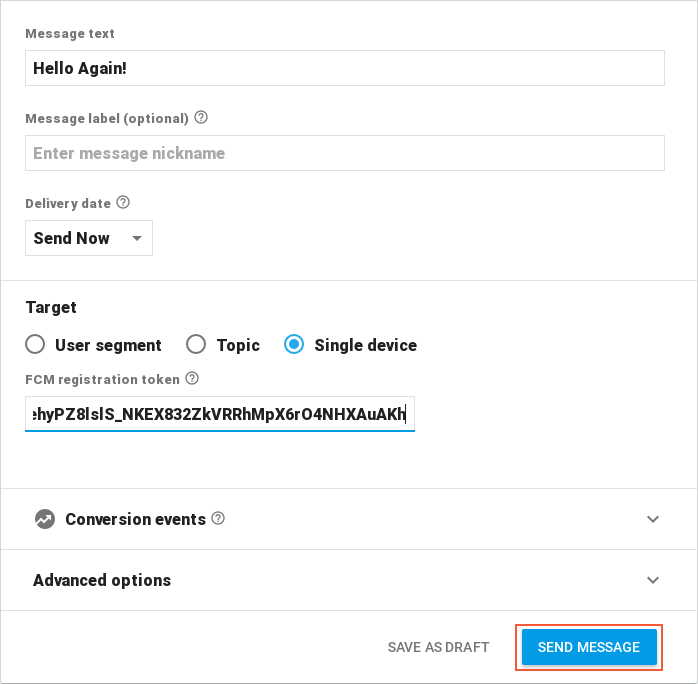 Message text
Hello Again!
Message label (optional)
Enter message nickname
Delivery date
Send Now
Target
User segment Topic Single device
FCM registration token
ehyPZ8lslS_NKEX832ZkVRRhMpX6rO4NHXAuAKh
Conversion events
Advanced options
SAVE AS DRAFT SEND MESSAGE